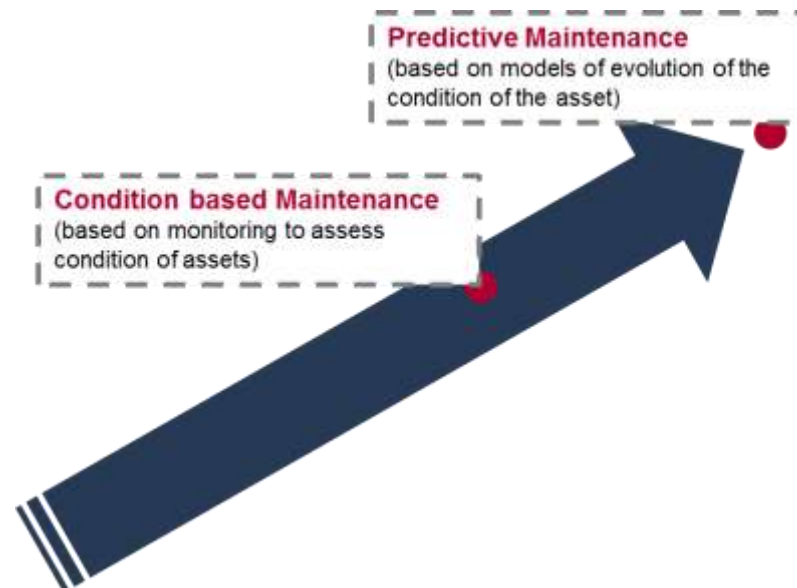 Predictive Maintenance
(based on models of evolution of the
condition of the asset)
Condition based Maintenance
(based on monitoring to assess
condition of assets)